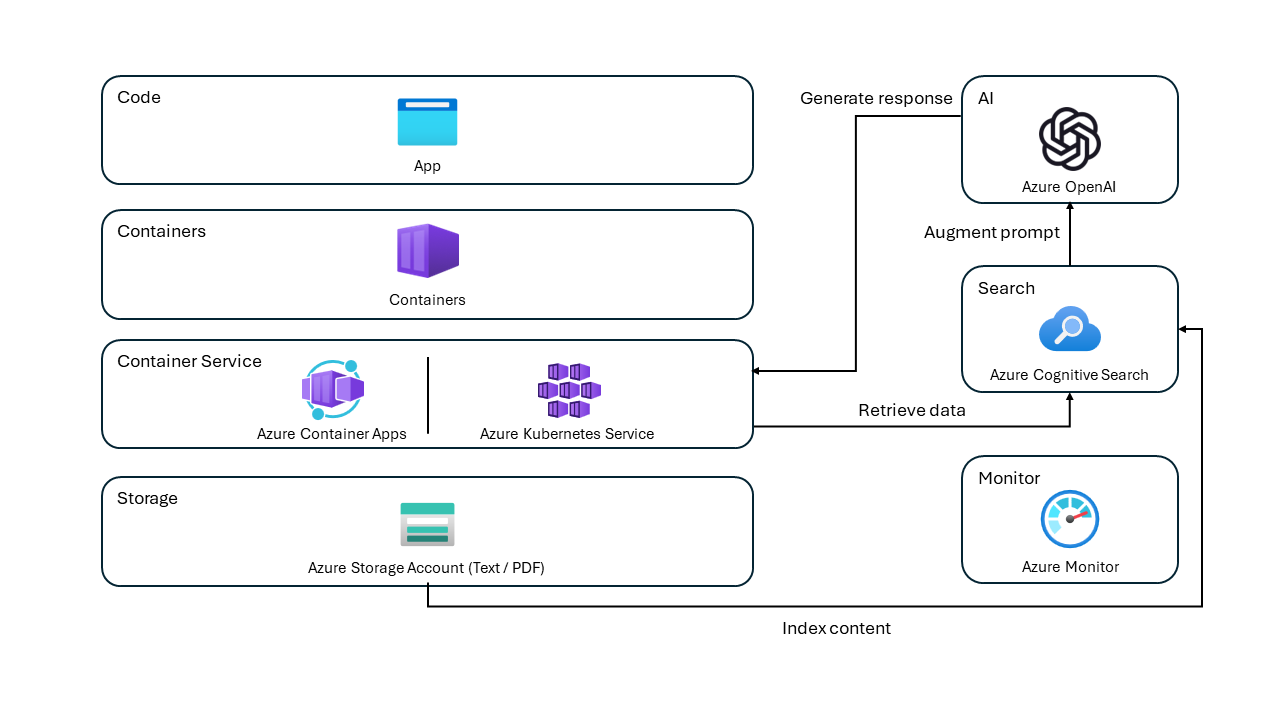 Code
App
Containers
Containers
Container Service
Azure Container Apps
Azure Kubernetes Service
Storage
Azure Storage Account (Text / PDF)
Generate response
AI
Azure OpenAI
Augment prompt
Search
Azure Cognitive Search
Retrieve data
Monitor
Azure Monitor
Index content